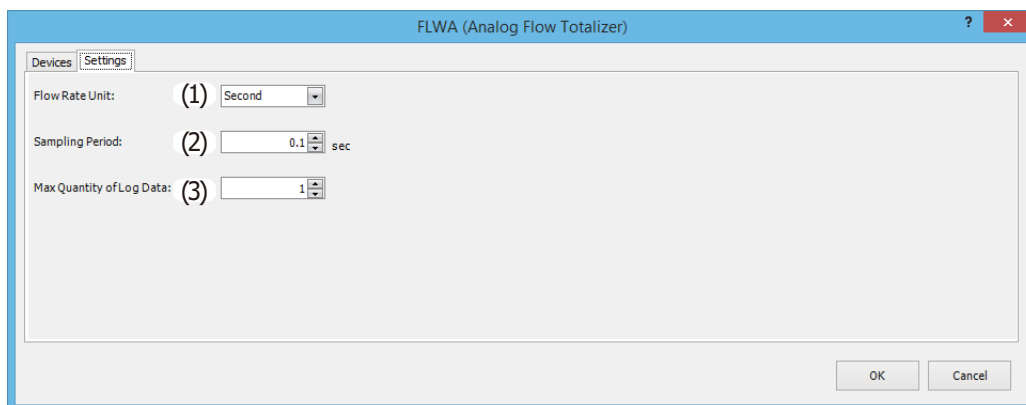 FLWA (Analog Flow Totalizer) ? ×
Devices Settings
Flow Rate Unit: (1) Second
Sampling Period: (2) 0.1 sec
Max Quantity of Log Data: (3) 1
OK Cancel